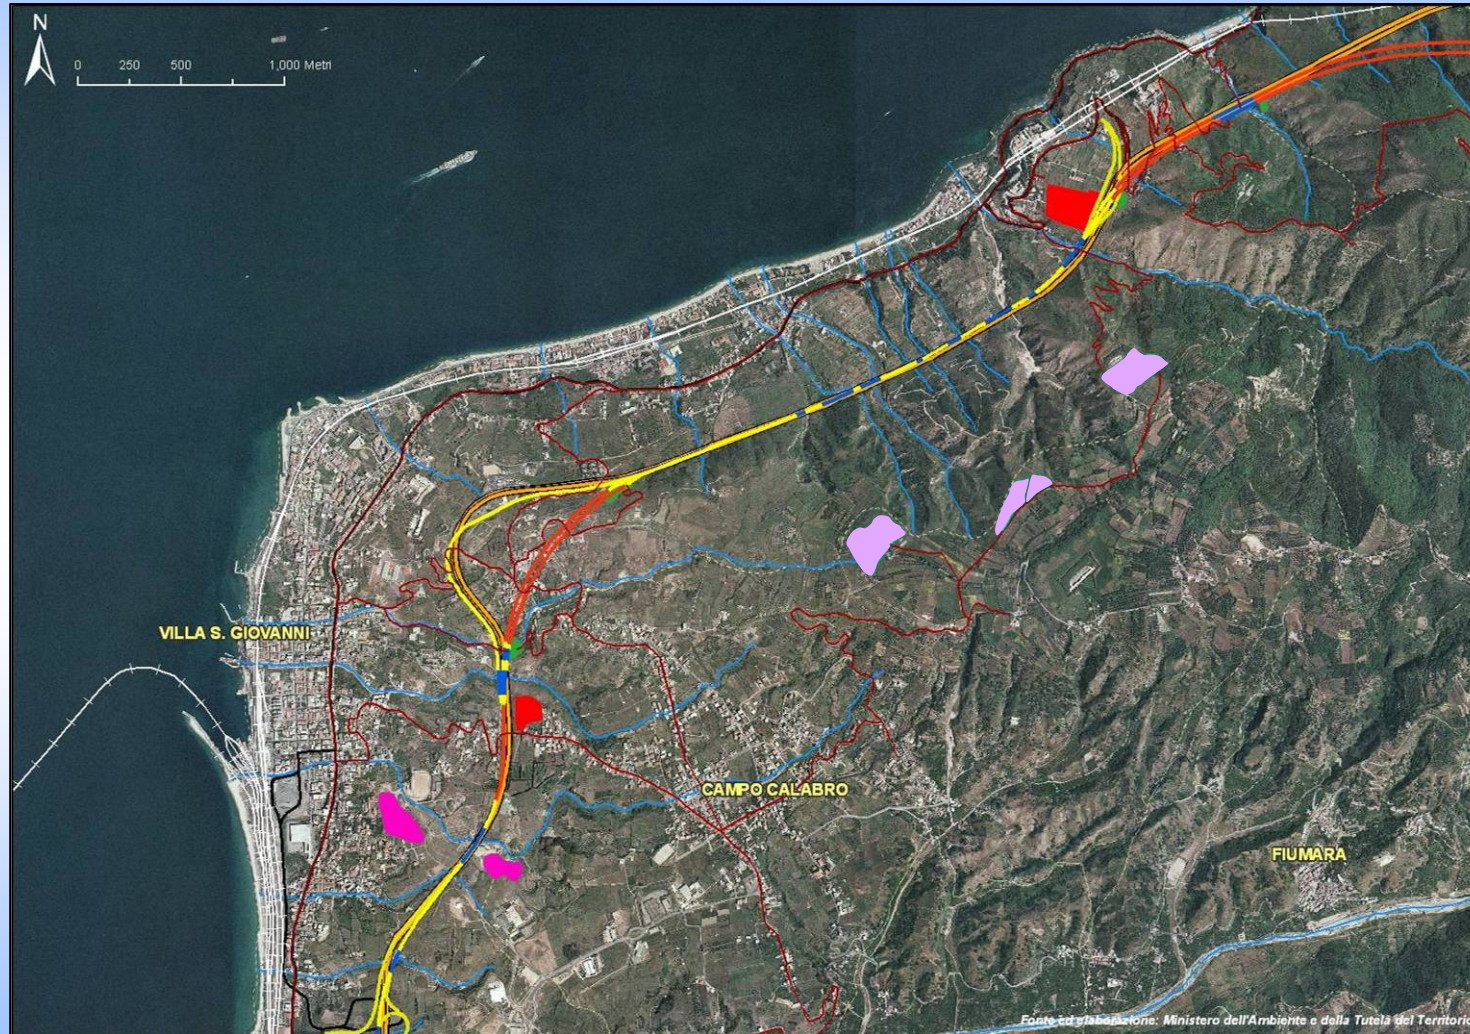 N
0 250 500 1,000 Metri
VILLA S. GIOVANNI
CAMPO CALABRO
FIUMARA
Fonte ed elaborazione: Ministero dell'Ambiente e della Tutela del Territorio